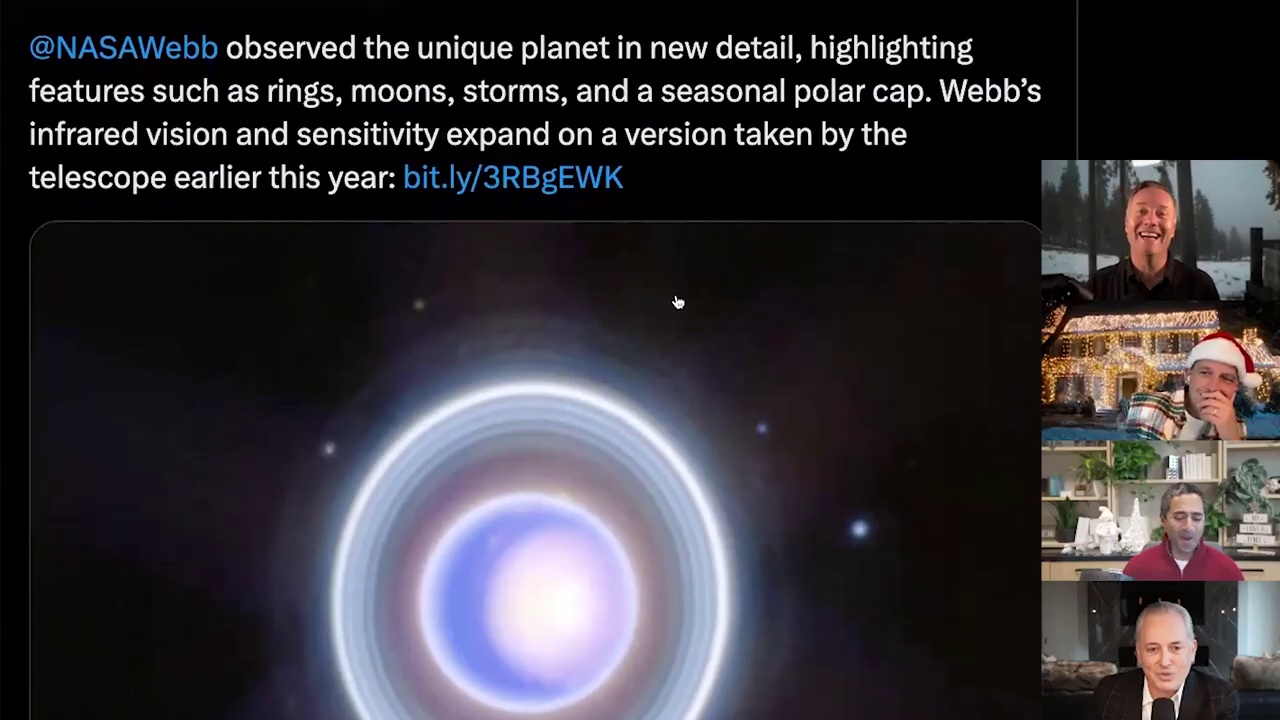 @NASAWebb observed the unique planet in new detail, highlighting
features such as rings, moons, storms, and a seasonal polar cap. Webb’s
infrared vision and sensitivity expand on a version taken by the
telescope earlier this year: bit.ly/3RBgEWK